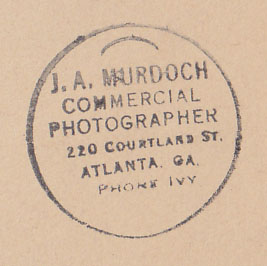 J. A. MURDOCH
COMMERCIAL
PHOTOGRAPHER
220 COURTLAND ST.
ATLANTA. GA.
PHONE IVY